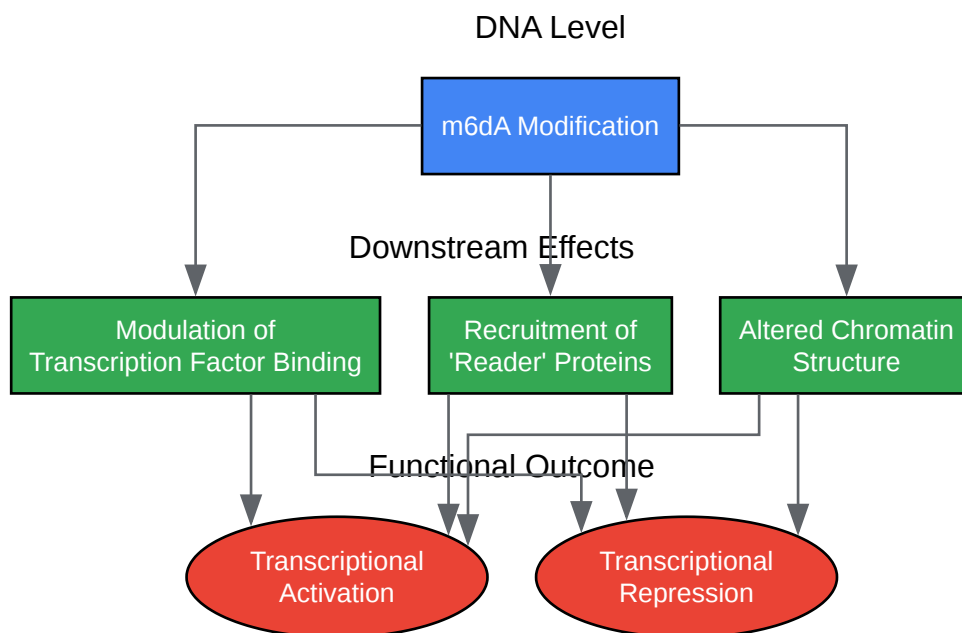 DNA Level
m6dA Modification
Downstream Effects
Modulation of
Transcription Factor Binding
Recruitment of
'Reader' Proteins
Altered Chromatin
Structure
Functional Outcome
Transcriptional
Activation
Transcriptional
Repression